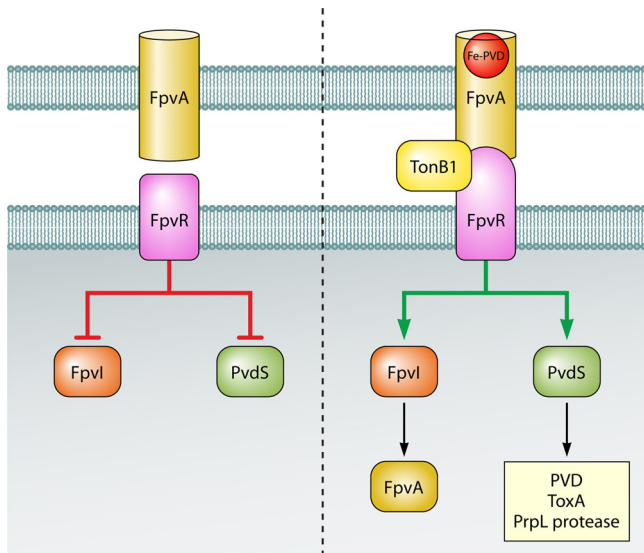 FpvA
FpvR
FpvI
PvdS
Fe-PVD
FpvA
TonB1
FpvR
FpvI
PvdS
FpvA
PVD
ToxA
PrpL protease